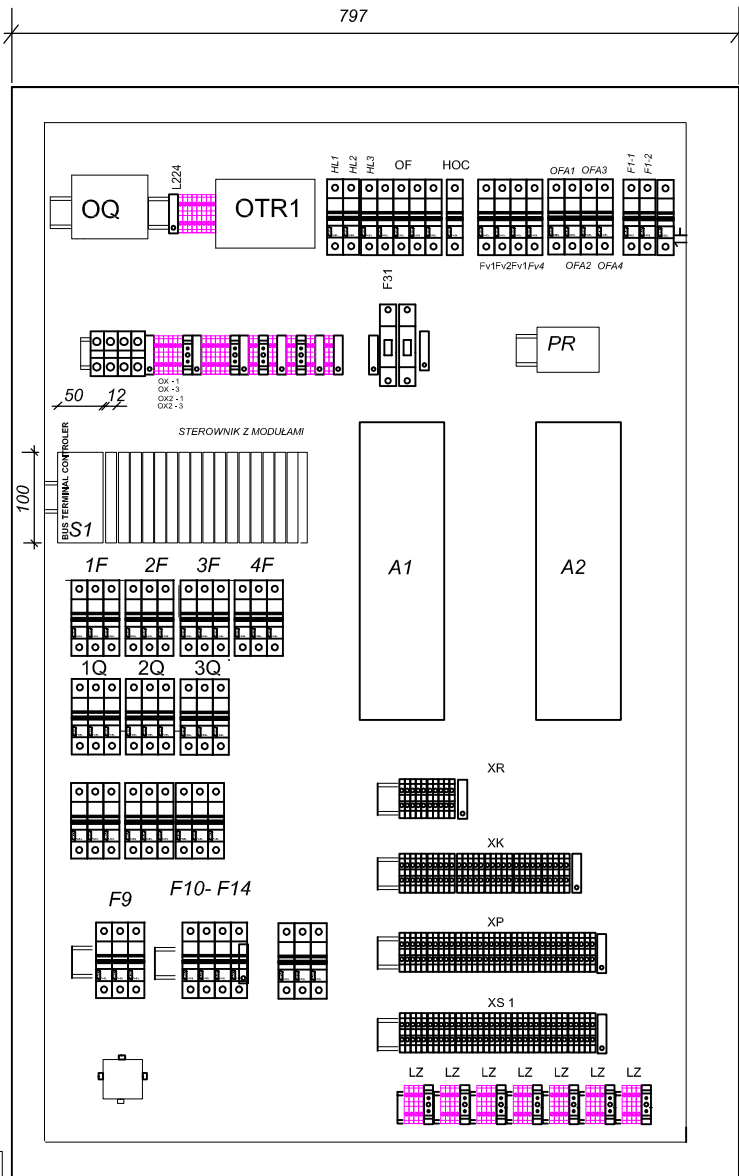 797
HL1 HL2 HL3 OF HOC OFA1 OFA3 F1-1 F1-2
L224
OQ OTR1
Fv1Fv2Fv1Fv4 OFA2 OFA4
F31
PR
OX - 1
OX - 3
OX2 - 1
OX2 - 3
50 12
STEROWNIK Z MODUŁAMI
BUS TERMINAL CONTROLER
100
S1
1F 2F 3F 4F
A1 A2
1Q 2Q 3Q
XR
XK
F9 F10- F14
XP
XS 1
LZ LZ LZ LZ LZ LZ LZ